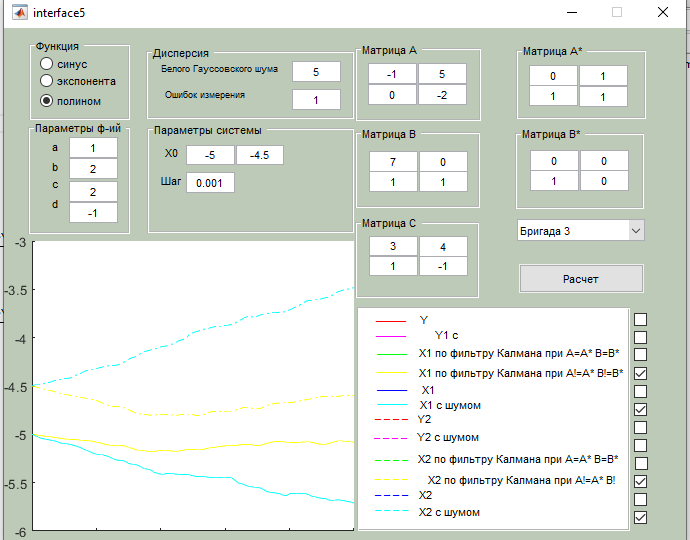 interface5
Функция
синус
экспонента
полином
Дисперсия
Белого Гауссовского шума
5
Ошибок измерения
1
Матрица A
-1 5
0 -2
Матрица A*
0 1
1 1
Параметры ф-ий
a 1
b 2
c 2
d -1
Параметры системы
X0 -5 -4.5
Шаг 0.001
Матрица B
7 0
1 1
Матрица B*
0 0
1 0
Матрица C
3 4
1 -1
Бригада 3
Расчет
-3
-3.5
-4
-4.5
-5
-5.5
-6
Y
Y1 с
X1 по фильтру Калмана при A=A* B=B*
X1 по фильтру Калмана при A!=A* B!=B*
X1
X1 с шумом
Y2
Y2 с шумом
X2 по фильтру Калмана при A=A* B=B*
X2 по фильтру Калмана при A!=A* B!
X2
X2 с шумом